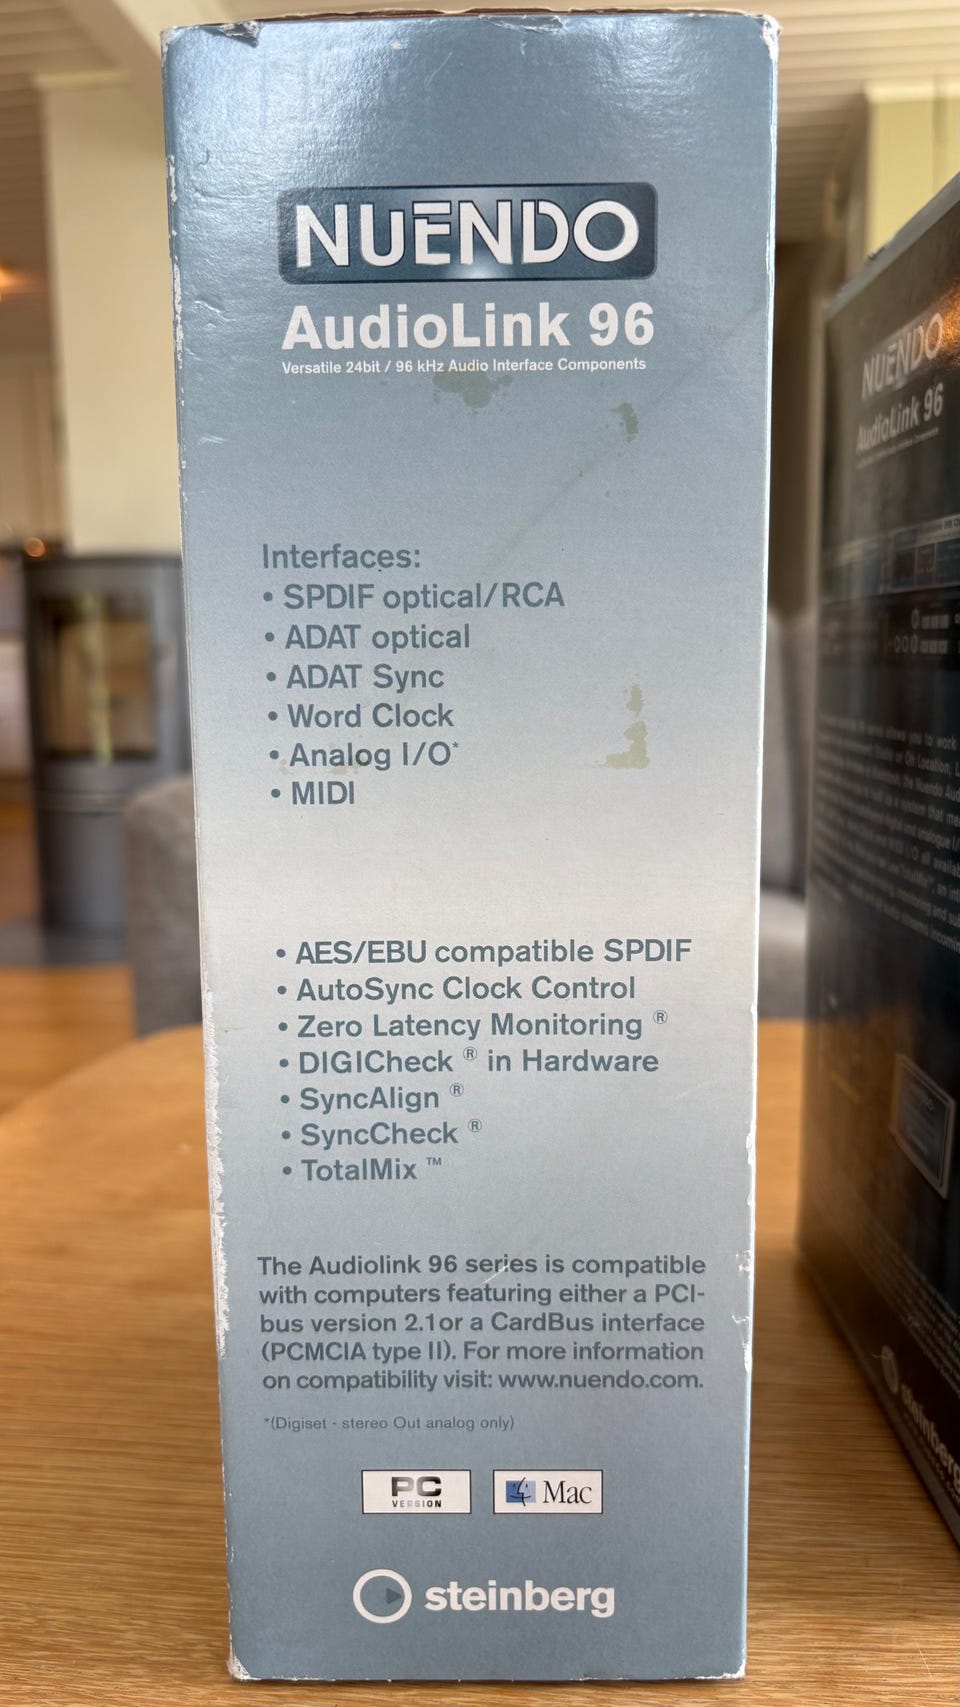 NUENDO
AudioLink 96
Versatile 24bit / 96 kHz Audio Interface Components
Interfaces:
• SPDIF optical/RCA
• ADAT optical
• ADAT Sync
• Word Clock
• Analog I/O*
• MIDI
• AES/EBU compatible SPDIF
• AutoSync Clock Control
• Zero Latency Monitoring ®
• DIGICheck ® in Hardware
• SyncAlign ®
• SyncCheck ®
• TotalMix ™
The Audiolink 96 series is compatible
with computers featuring either a PCI-
bus version 2.1or a CardBus interface
(PCMCIA type II). For more information
on compatibility visit: www.nuendo.com.
*(Digiset - stereo Out analog only)
PC
VERSION
Mac
steinberg
NUENDO
AudioLink 96
steinberg